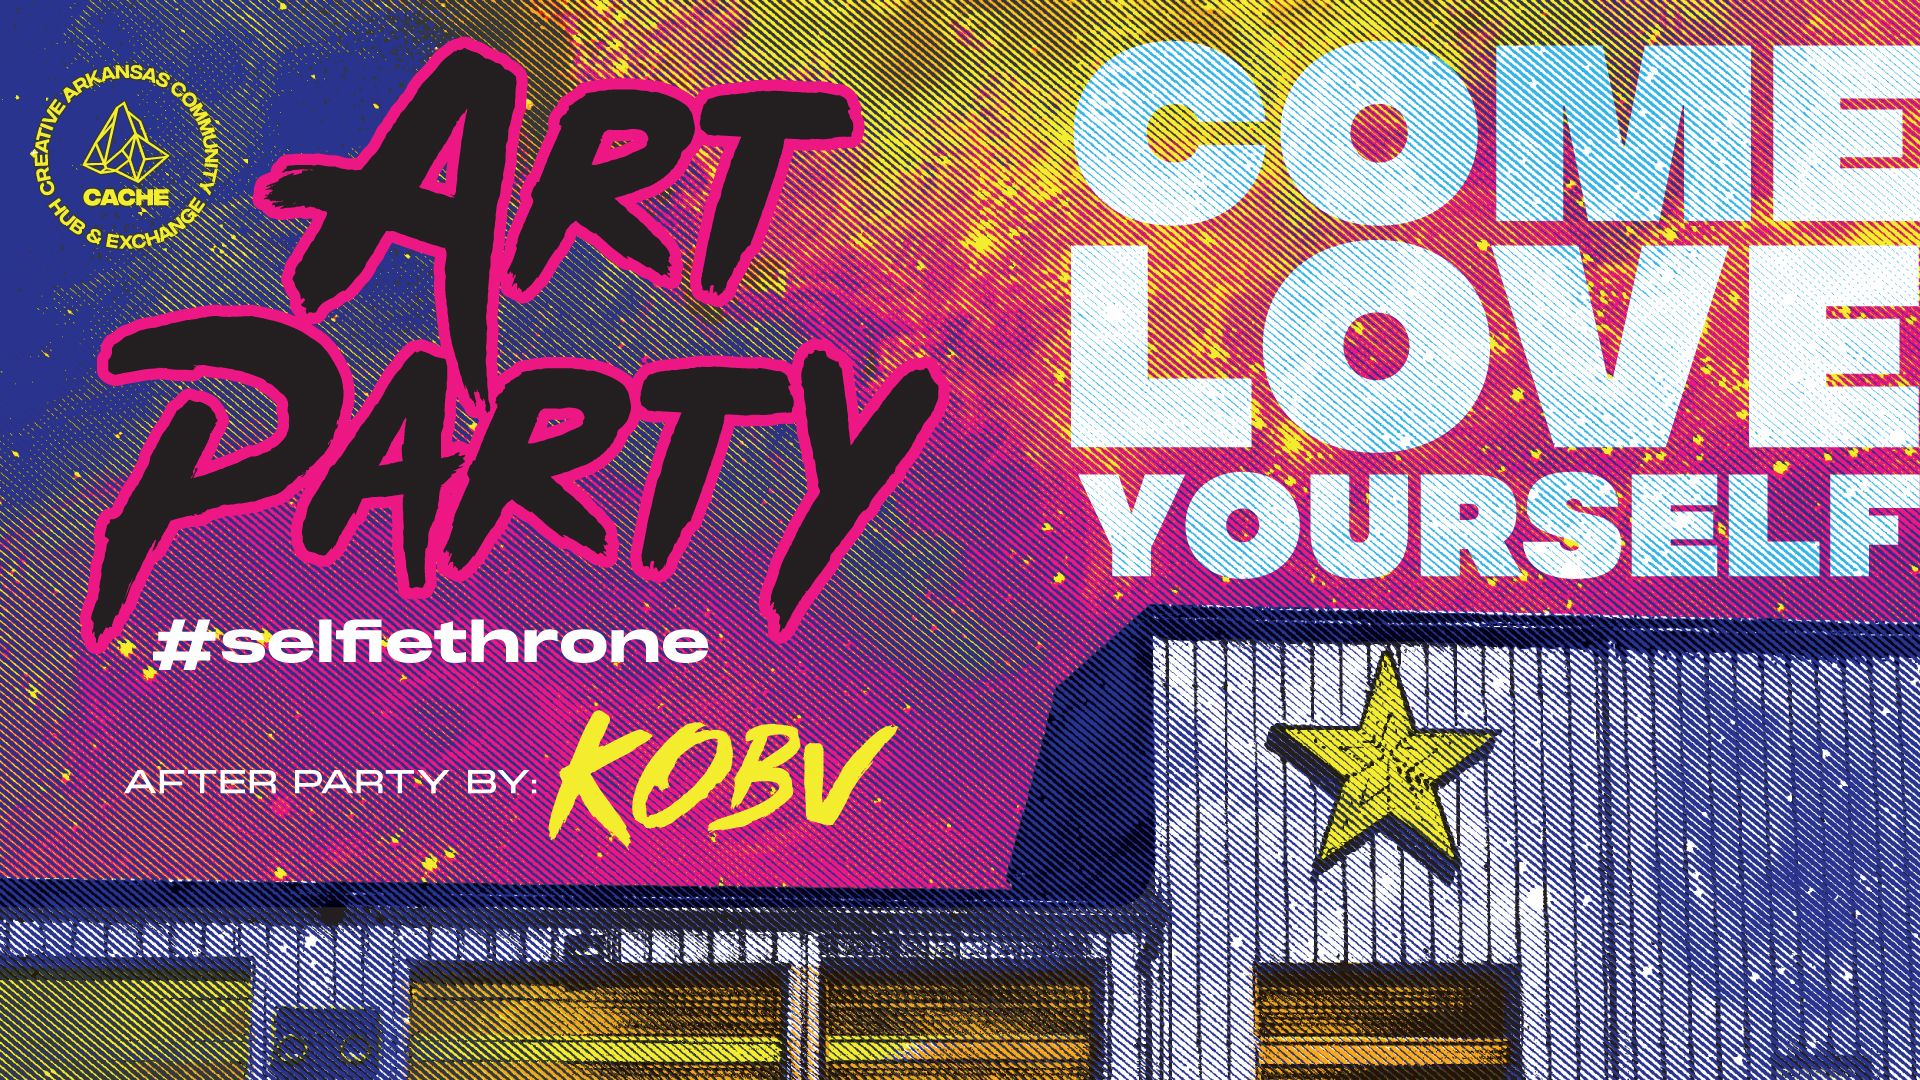 CREATIVE ARKANSAS COMMUNITY
HUB & EXCHANGE
CACHE
ART
PARTY
#selfiethrone
AFTER PARTY BY: KOBV
COME
LOVE
YOURSELF